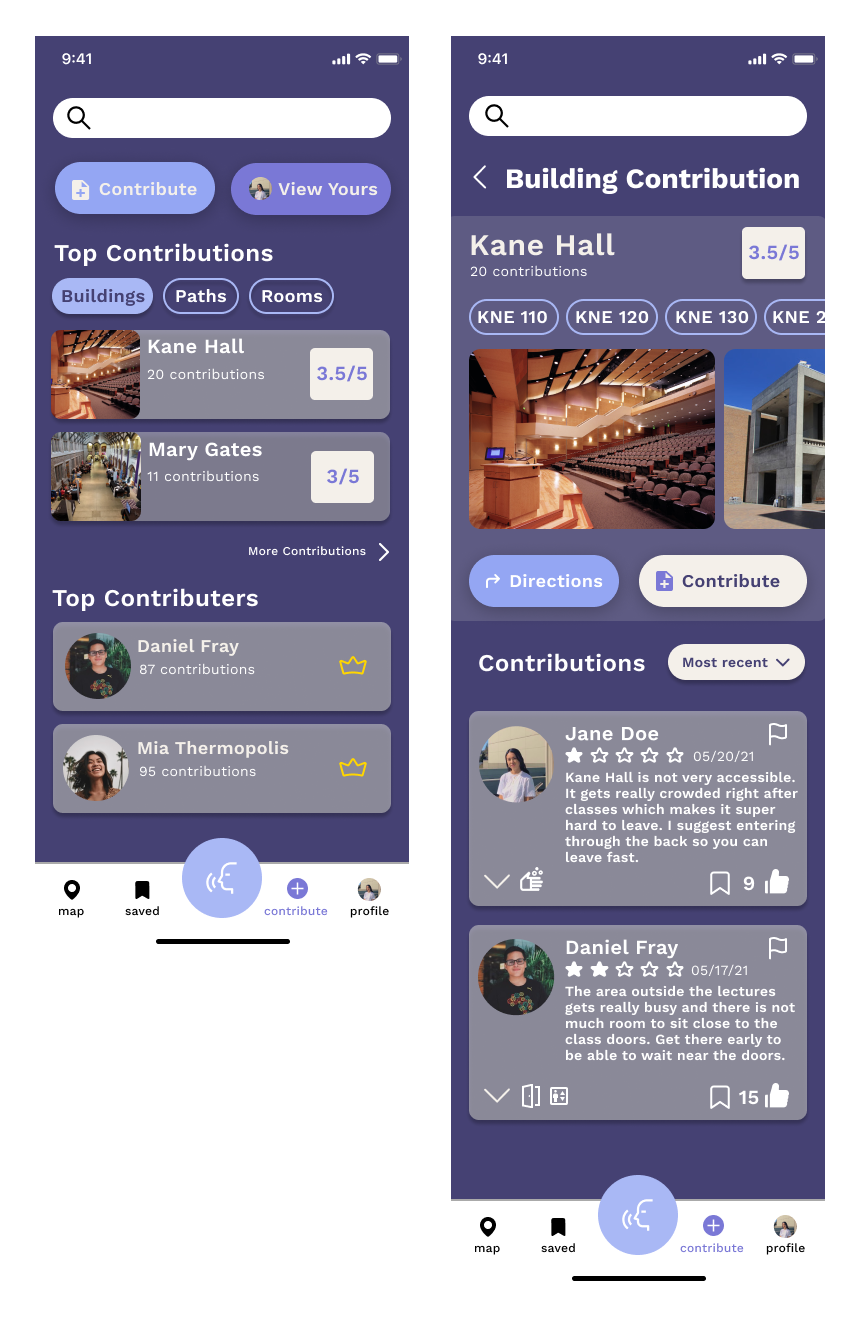 9:41
Contribute
View Yours
Top Contributions
Buildings
Paths
Rooms
Kane Hall
20 contributions
3.5/5
Mary Gates
11 contributions
3/5
More Contributions
Top Contributers
Daniel Fray
87 contributions
Mia Thermopolis
95 contributions
map
saved
contribute
profile
9:41
Building Contribution
Kane Hall
20 contributions
3.5/5
KNE 110
KNE 120
KNE 130
KNE 2
Directions
Contribute
Contributions
Most recent
Jane Doe
05/20/21
Kane Hall is not very accessible.
It gets really crowded right after
classes which makes it super
hard to leave. I suggest entering
through the back so you can
leave fast.
9
Daniel Fray
05/17/21
The area outside the lectures
gets really busy and there is not
much room to sit close to the
class doors. Get there early to
be able to wait near the doors.
15
map
saved
contribute
profile